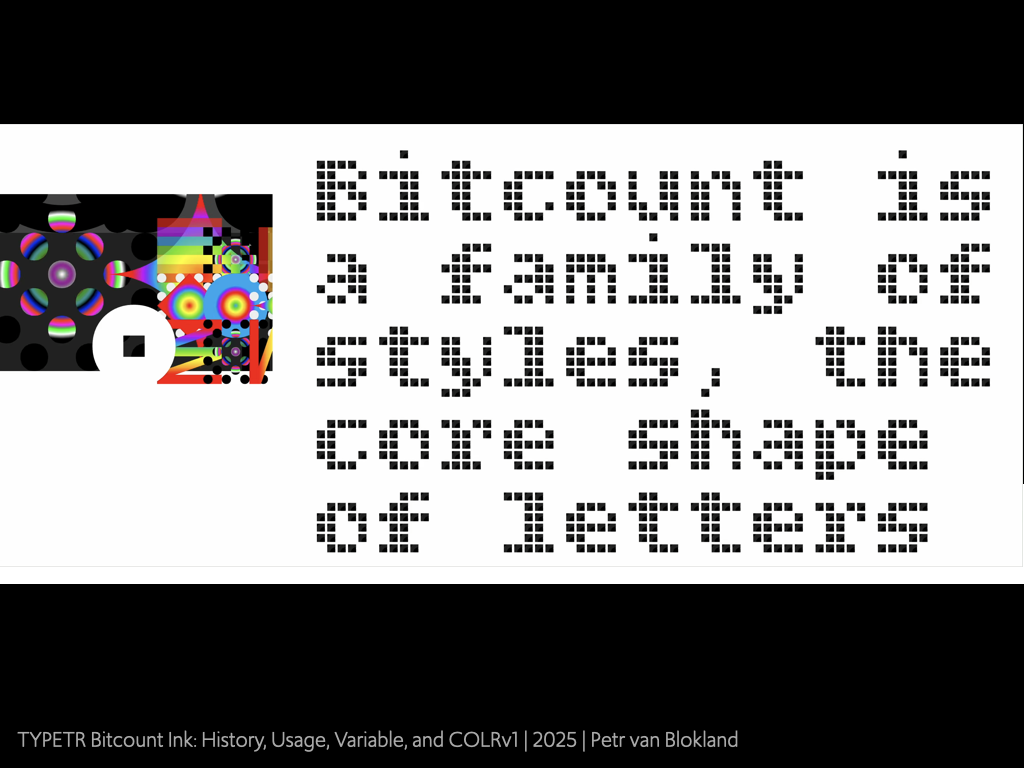 Bitcount is
a family of
styles, the
core shape
of letters
TYPETR Bitcount Ink: History, Usage, Variable, and COLRv1 | 2025 | Petr van Blokland